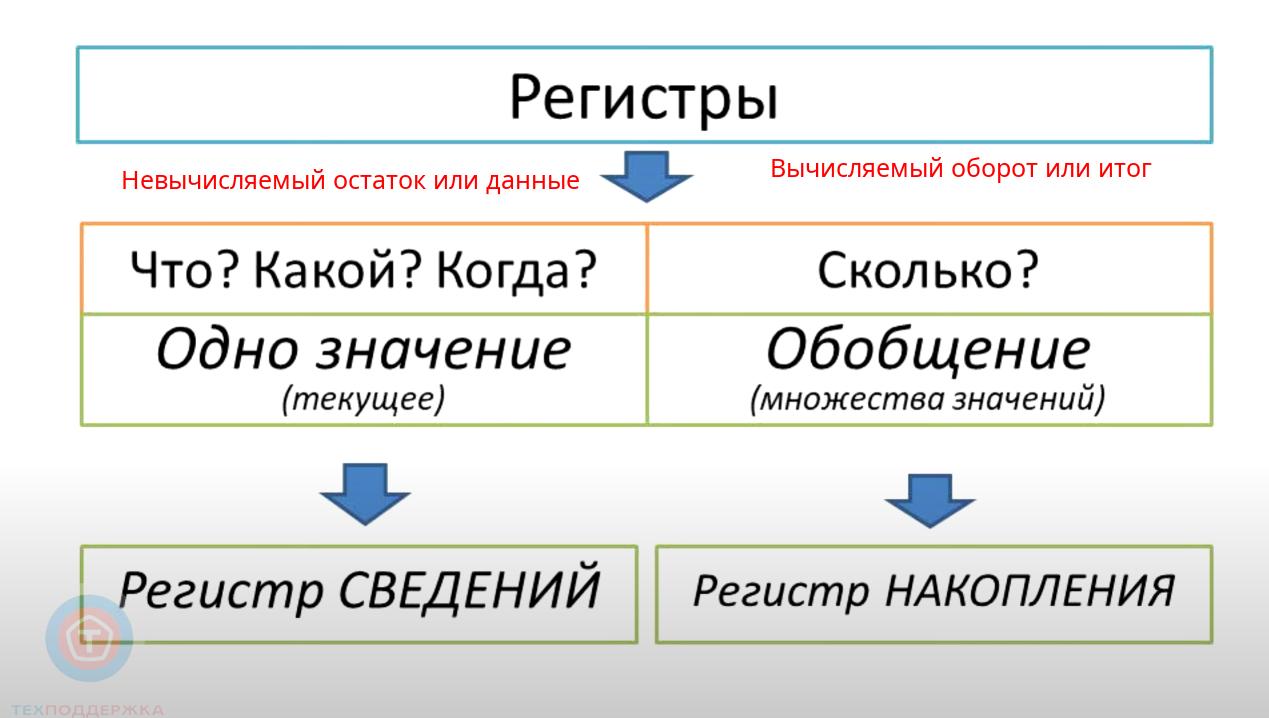 Регистры
Невычисляемый остаток или данные
Вычисляемый оборот или итог
Что? Какой? Когда?
Сколько?
Одно значение
(текущее)
Обобщение
(множества значений)
Регистр СВЕДЕНИЙ
Регистр НАКОПЛЕНИЯ
Т
ТЕХПОДДЕРЖКА